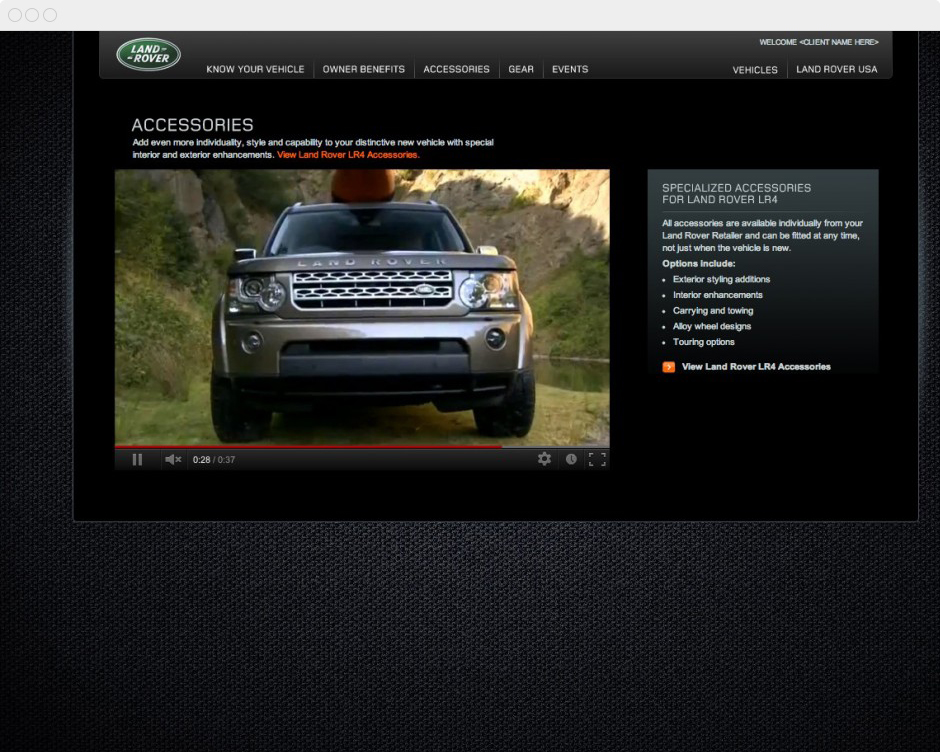 LAND-
-ROVER
WELCOME <CLIENT NAME HERE>
KNOW YOUR VEHICLE
OWNER BENEFITS
ACCESSORIES
GEAR
EVENTS
VEHICLES
LAND ROVER USA
ACCESSORIES
Add even more individuality, style and capability to your distinctive new vehicle with special
interior and exterior enhancements. View Land Rover LR4 Accessories.
LAND ROVER
SPECIALIZED ACCESSORIES
FOR LAND ROVER LR4
All accessories are available individually from your
Land Rover Retailer and can be fitted at any time,
not just when the vehicle is new.
Options include:
• Exterior styling additions
• Interior enhancements
• Carrying and towing
• Alloy wheel designs
• Touring options
View Land Rover LR4 Accessories
0:28 / 0:37